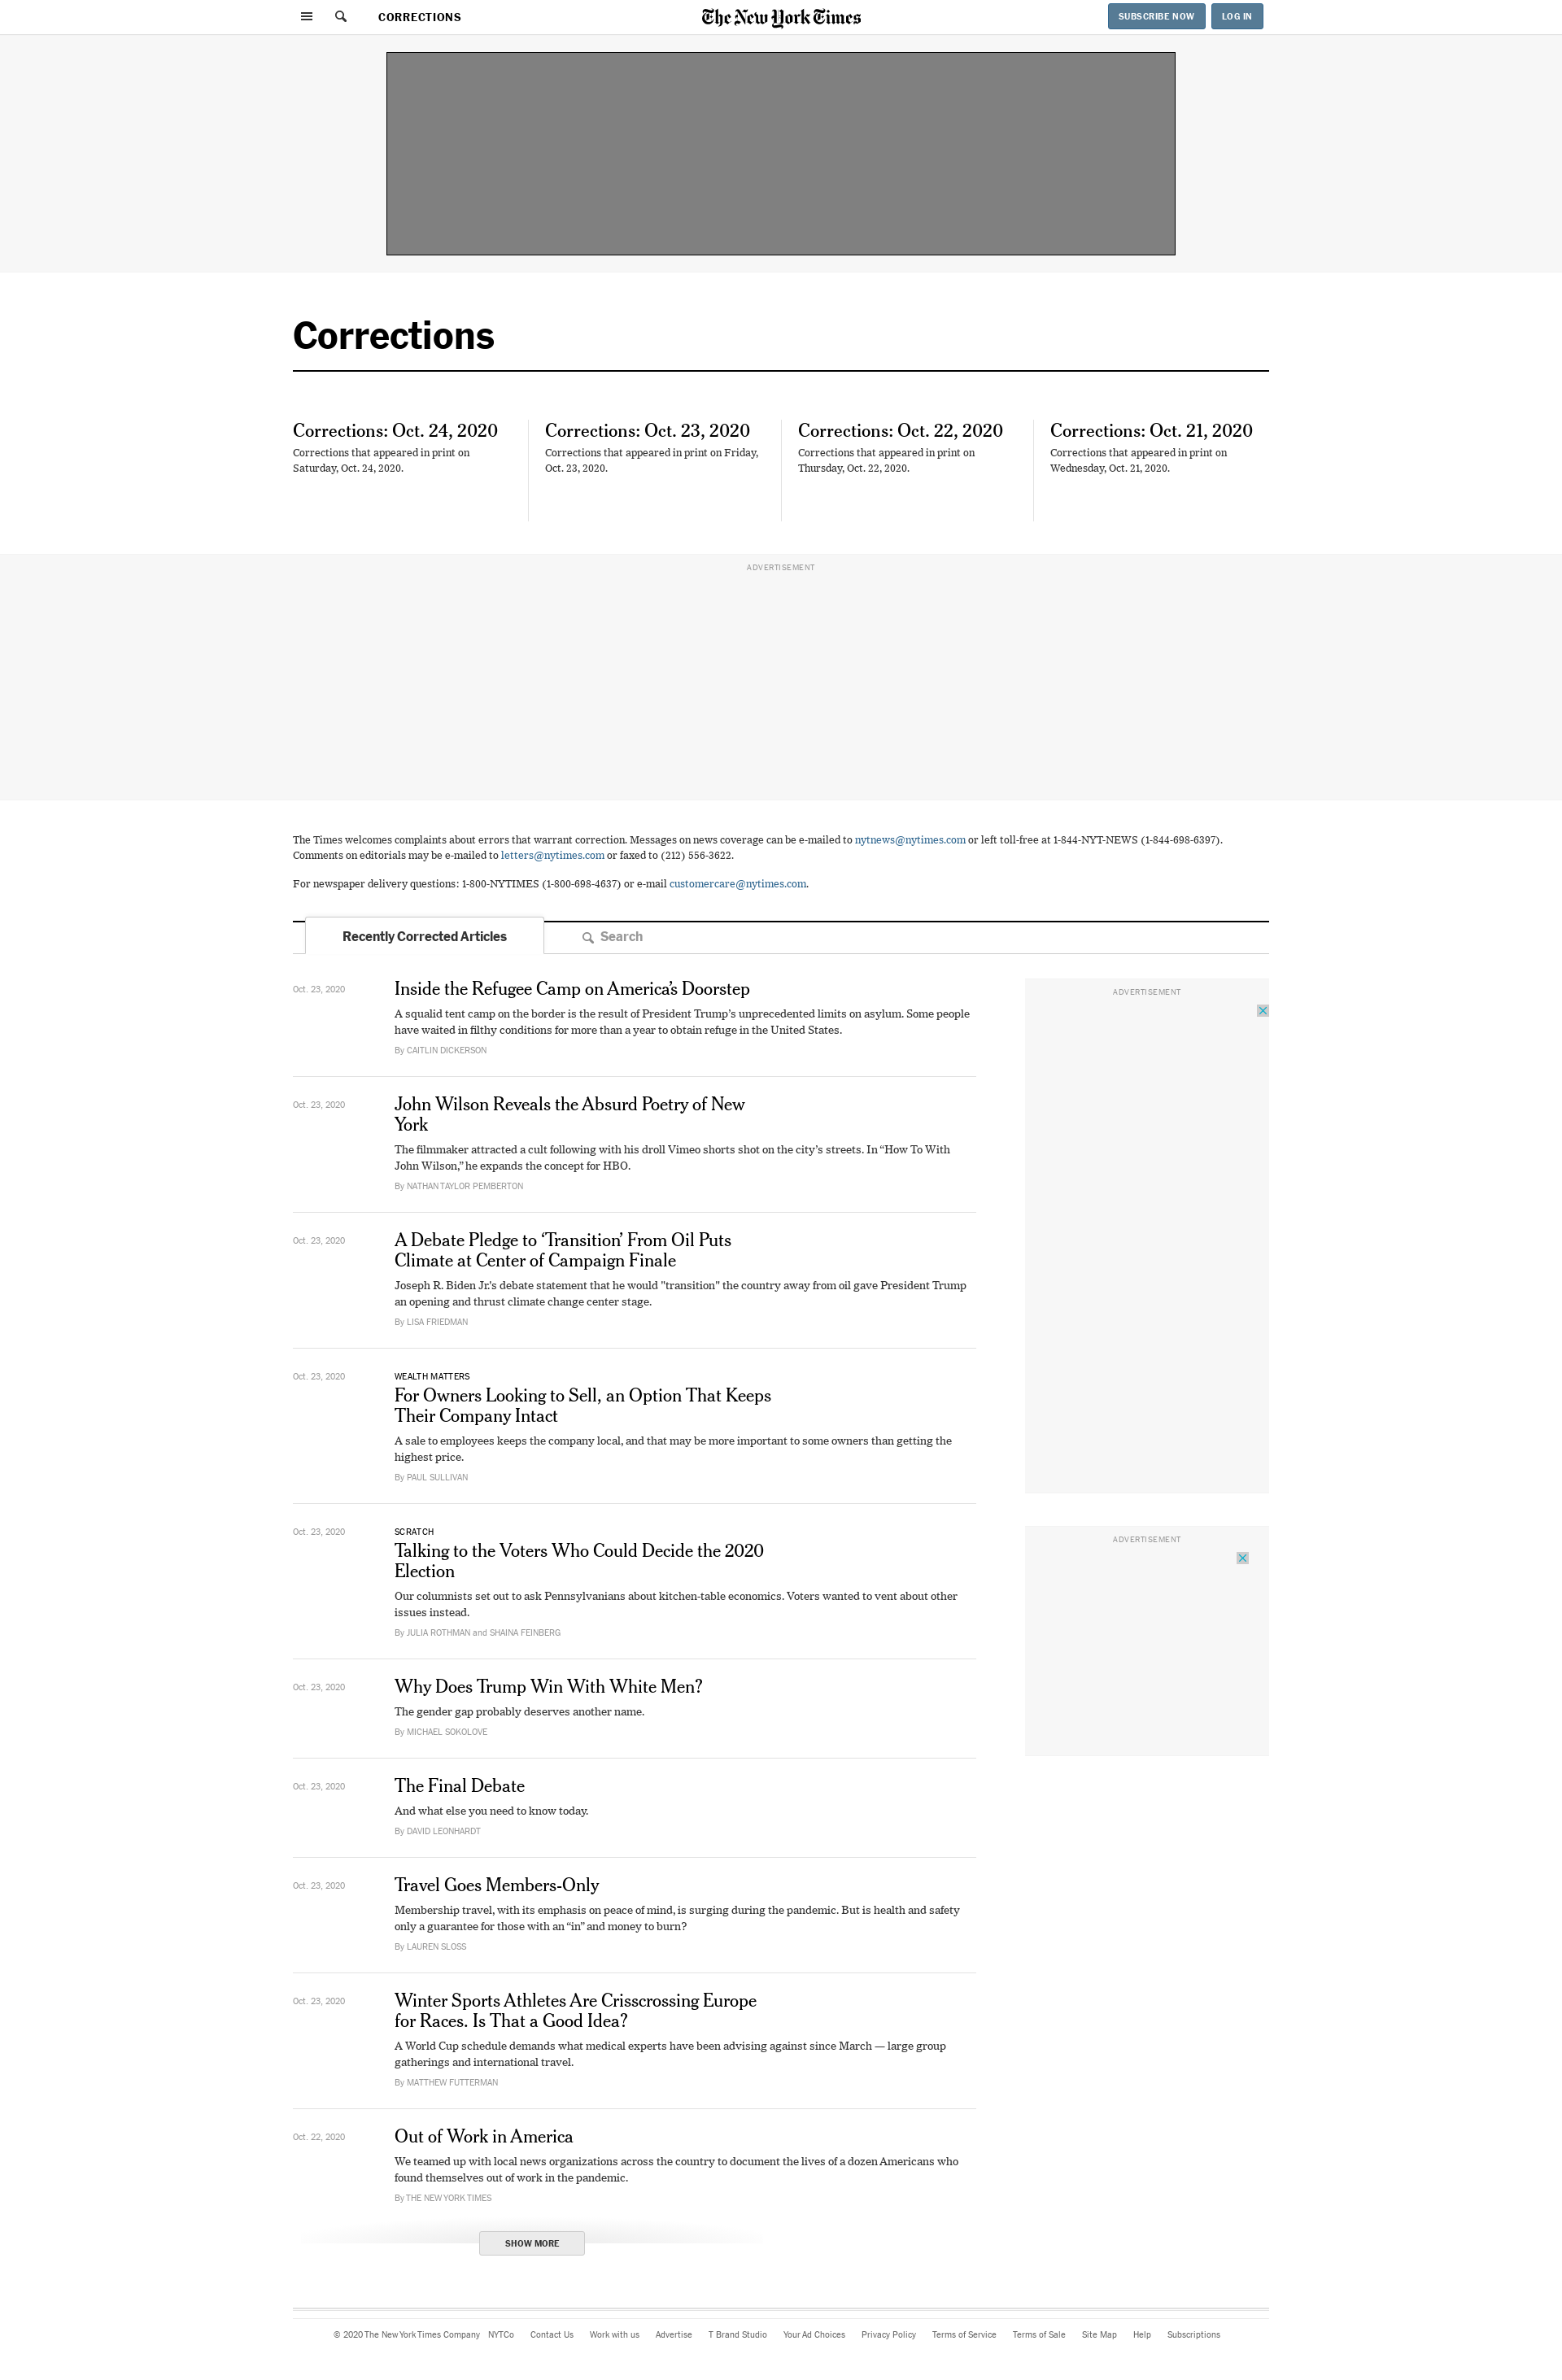 CORRECTIONS
The New York Times
SUBSCRIBE NOW
LOG IN
Corrections
Corrections: Oct. 24, 2020
Corrections that appeared in print on
Saturday, Oct. 24, 2020.
Corrections: Oct. 23, 2020
Corrections that appeared in print on Friday,
Oct. 23, 2020.
Corrections: Oct. 22, 2020
Corrections that appeared in print on
Thursday, Oct. 22, 2020.
Corrections: Oct. 21, 2020
Corrections that appeared in print on
Wednesday, Oct. 21, 2020.
ADVERTISEMENT
The Times welcomes complaints about errors that warrant correction. Messages on news coverage can be e-mailed to nytnews@nytimes.com or left toll-free at 1-844-NYT-NEWS (1-844-698-6397).
Comments on editorials may be e-mailed to letters@nytimes.com or faxed to (212) 556-3622.
For newspaper delivery questions: 1-800-NYTIMES (1-800-698-4637) or e-mail customercare@nytimes.com.
Recently Corrected Articles
Search
Oct. 23, 2020
Inside the Refugee Camp on America’s Doorstep
A squalid tent camp on the border is the result of President Trump’s unprecedented limits on asylum. Some people
have waited in filthy conditions for more than a year to obtain refuge in the United States.
By CAITLIN DICKERSON
ADVERTISEMENT
Oct. 23, 2020
John Wilson Reveals the Absurd Poetry of New
York
The filmmaker attracted a cult following with his droll Vimeo shorts shot on the city’s streets. In “How To With
John Wilson,” he expands the concept for HBO.
By NATHAN TAYLOR PEMBERTON
Oct. 23, 2020
A Debate Pledge to ‘Transition’ From Oil Puts
Climate at Center of Campaign Finale
Joseph R. Biden Jr.’s debate statement that he would "transition" the country away from oil gave President Trump
an opening and thrust climate change center stage.
By LISA FRIEDMAN
Oct. 23, 2020
WEALTH MATTERS
For Owners Looking to Sell, an Option That Keeps
Their Company Intact
A sale to employees keeps the company local, and that may be more important to some owners than getting the
highest price.
By PAUL SULLIVAN
Oct. 23, 2020
SCRATCH
Talking to the Voters Who Could Decide the 2020
Election
Our columnists set out to ask Pennsylvanians about kitchen-table economics. Voters wanted to vent about other
issues instead.
By JULIA ROTHMAN and SHAINA FEINBERG
ADVERTISEMENT
Oct. 23, 2020
Why Does Trump Win With White Men?
The gender gap probably deserves another name.
By MICHAEL SOKOLOVE
Oct. 23, 2020
The Final Debate
And what else you need to know today.
By DAVID LEONHARDT
Oct. 23, 2020
Travel Goes Members-Only
Membership travel, with its emphasis on peace of mind, is surging during the pandemic. But is health and safety
only a guarantee for those with an “in” and money to burn?
By LAUREN SLOSS
Oct. 23, 2020
Winter Sports Athletes Are Crisscrossing Europe
for Races. Is That a Good Idea?
A World Cup schedule demands what medical experts have been advising against since March — large group
gatherings and international travel.
By MATTHEW FUTTERMAN
Oct. 22, 2020
Out of Work in America
We teamed up with local news organizations across the country to document the lives of a dozen Americans who
found themselves out of work in the pandemic.
By THE NEW YORK TIMES
SHOW MORE
© 2020 The New York Times Company NYTCo Contact Us Work with us Advertise T Brand Studio Your Ad Choices Privacy Policy Terms of Service Terms of Sale Site Map Help Subscriptions